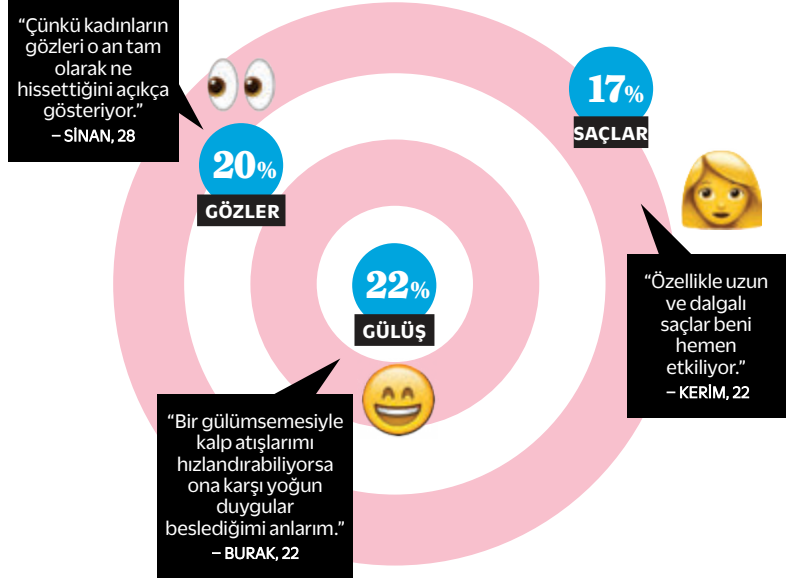 “Çünkü kadınların
gözleri o an tam
olarak ne
hissettiğini açıkça
gösteriyor.”
– SİNAN, 28
20%
GÖZLER
17%
SAÇLAR
“Özellikle uzun
ve dalgalı
saçlar beni
hemen
etkiliyor.”
– KERİM, 22
22%
GÜLÜŞ
“Bir gülümsemesiyle
kalp atışlarımı
hızlandırabiliyorsa
ona karşı yoğun
duygular
beslediğimi anlarım.”
– BURAK, 22